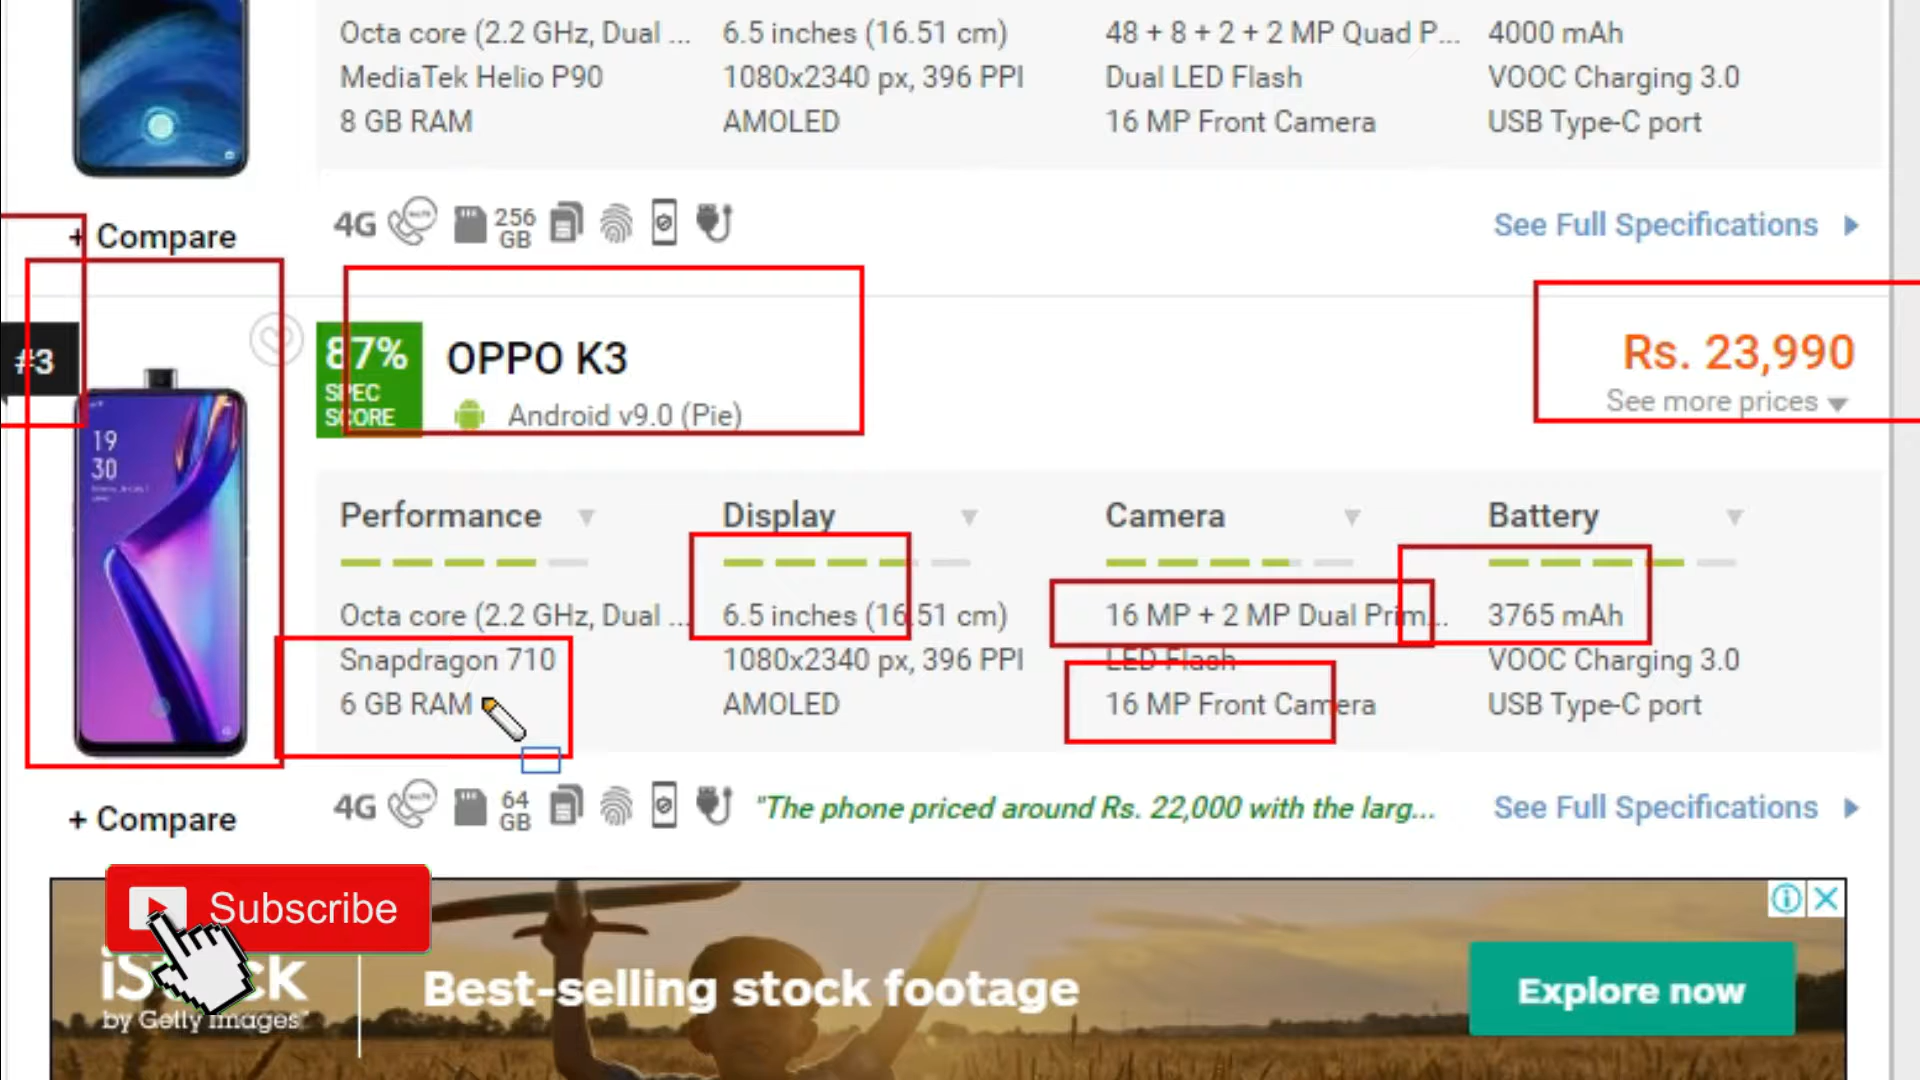 Octa core (2.2 GHz, Dual ... 6.5 inches (16.51 cm) 48 + 8 + 2 + 2 MP Quad P... 4000 mAh
MediaTek Helio P90 1080x2340 px, 396 PPI Dual LED Flash VOOC Charging 3.0
8 GB RAM AMOLED 16 MP Front Camera USB Type-C port
+ Compare 4G 256 GB See Full Specifications
#3 87% SPEC SCORE OPPO K3 Rs. 23,990
Android v9.0 (Pie) See more prices
19
30
Performance Display Camera Battery
Octa core (2.2 GHz, Dual ... 6.5 inches (16.51 cm) 16 MP + 2 MP Dual Prim... 3765 mAh
Snapdragon 710 1080x2340 px, 396 PPI LED Flash VOOC Charging 3.0
6 GB RAM AMOLED 16 MP Front Camera USB Type-C port
+ Compare 4G 64 GB "The phone priced around Rs. 22,000 with the larg... See Full Specifications
Subscribe
Best-selling stock footage Explore now
by Getty Images